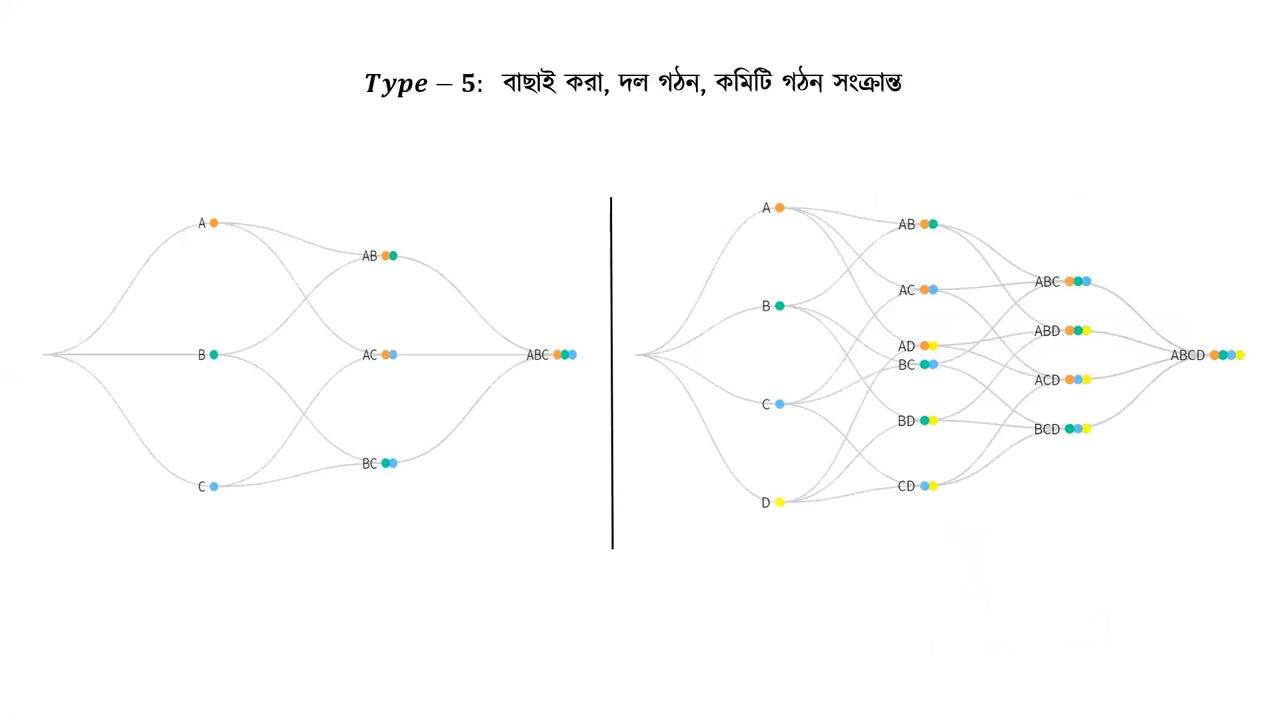 Type – 5: বাছাই করা, দল গঠন, কমিটি গঠন সংক্রান্ত
A
AB
B
AC
ABC
C
BC
A
AB
ABC
B
AC
ABD
AD
BC
ABCD
C
ACD
BD
BCD
D
CD